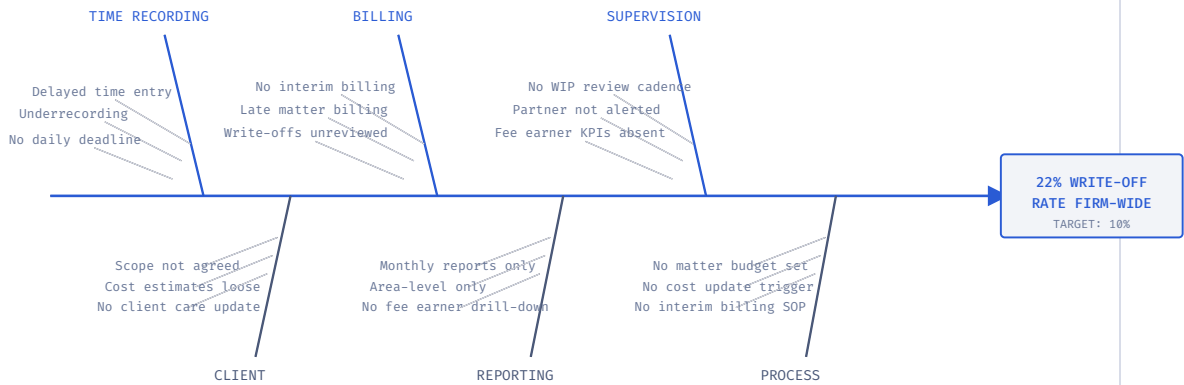 TIME RECORDING
BILLING
SUPERVISION
Delayed time entry
Underrecording
No daily deadline
No interim billing
Late matter billing
Write-offs unreviewed
No WIP review cadence
Partner not alerted
Fee earner KPIs absent
22% WRITE-OFF
RATE FIRM-WIDE
TARGET: 10%
Scope not agreed
Cost estimates loose
No client care update
Monthly reports only
Area-level only
No fee earner drill-down
No matter budget set
No cost update trigger
No interim billing SOP
CLIENT
REPORTING
PROCESS